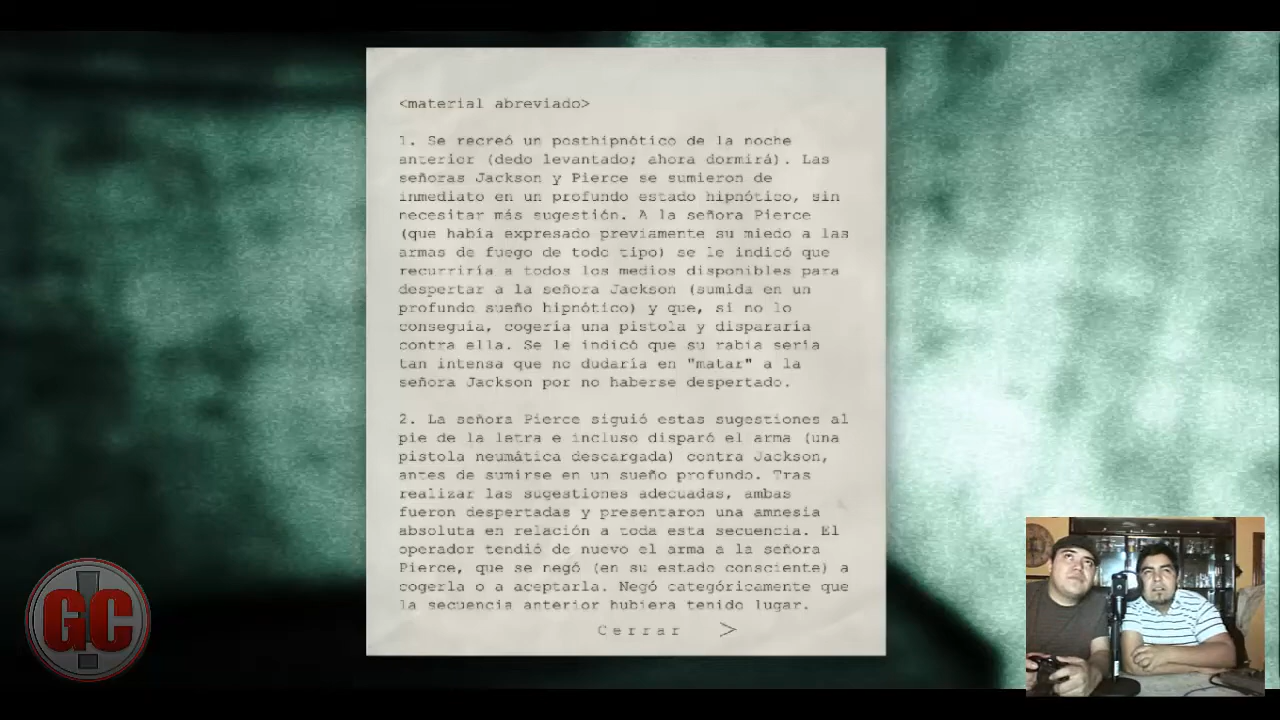 <material abreviado>
1. Se recreó un posthipnótico de la noche
anterior (dedo levantado; ahora dormirá). Las
señoras Jackson y Pierce se sumieron de
inmediato en un profundo estado hipnótico, sin
necesitar más sugestión. A la señora Pierce
(que había expresado previamente su miedo a las
armas de fuego de todo tipo) se le indicó que
recurriría a todos los medios disponibles para
despertar a la señora Jackson (sumida en un
profundo sueño hipnótico) y que, si no lo
conseguía, cogería una pistola y dispararía
contra ella. Se le indicó que su rabia sería
tan intensa que no dudaría en "matar" a la
señora Jackson por no haberse despertado.
2. La señora Pierce siguió estas sugestiones al
pie de la letra e incluso disparó el arma (una
pistola neumática descargada) contra Jackson,
antes de sumirse en un sueño profundo. Tras
realizar las sugestiones adecuadas, ambas
fueron despertadas y presentaron una amnesia
absoluta en relación a toda esta secuencia. El
operador tendió de nuevo el arma a la señora
Pierce, que se negó (en su estado consciente) a
cogerla o a aceptarla. Negó categóricamente que
la secuencia anterior hubiera tenido lugar.
Cerrar >
GC